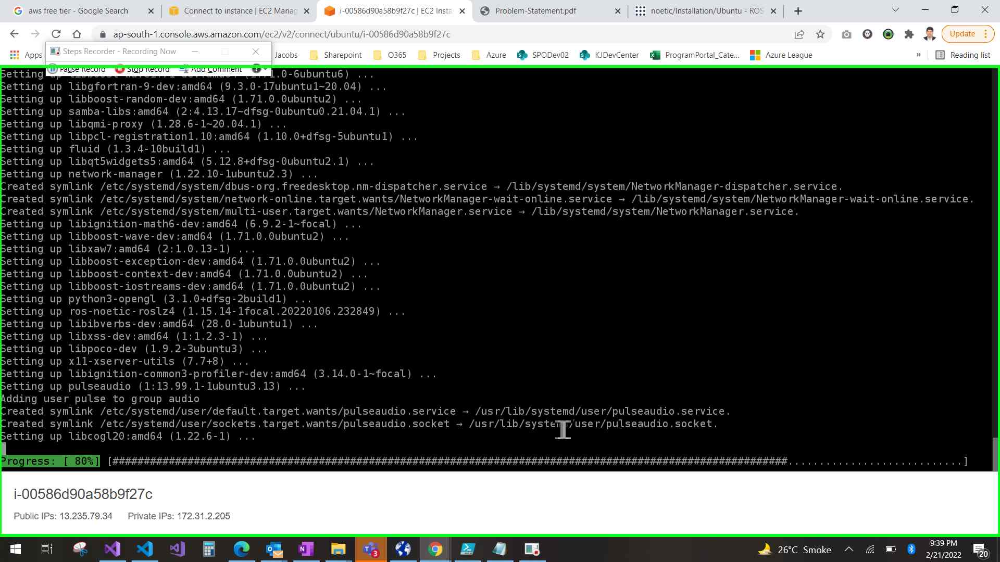 aws free tier - Google Search
Connect to instance | EC2 Manag
i-00586d90a58b9f27c | EC2 Insta
Problem-Statement.pdf
noetic/Installation/Ubuntu - ROS
ap-south-1.console.aws.amazon.com/ec2/v2/connect/ubuntu/i-00586d90a58b9f27c
Update
Apps
Steps Recorder - Recording Now
Jacobs
Sharepoint
O365
Projects
Azure
SPODev02
KJDevCenter
ProgramPortal_Cate...
Azure League
»
Reading list
Pause Record
Stop Record
Add Comment
Setting up libboost-wave1.71-dev:amd64 (1.71.0-6ubuntu6) ...
Setting up libgfortran-9-dev:amd64 (9.3.0-17ubuntu1~20.04) ...
Setting up libboost-random-dev:amd64 (1.71.0.0ubuntu2) ...
Setting up samba-libs:amd64 (2:4.13.17~dfsg-0ubuntu0.21.04.1) ...
Setting up libqmi-proxy (1.28.6-1~20.04.1) ...
Setting up libpcl-registration1.10:amd64 (1.10.0+dfsg-5ubuntu1) ...
Setting up fluid (1.3.4-10build1) ...
Setting up libqt5widgets5:amd64 (5.12.8+dfsg-0ubuntu2.1) ...
Setting up network-manager (1.22.10-1ubuntu2.3) ...
Created symlink /etc/systemd/system/dbus-org.freedesktop.nm-dispatcher.service → /lib/systemd/system/NetworkManager-dispatcher.service.
Created symlink /etc/systemd/system/network-online.target.wants/NetworkManager-wait-online.service → /lib/systemd/system/NetworkManager-wait-online.service.
Created symlink /etc/systemd/system/multi-user.target.wants/NetworkManager.service → /lib/systemd/system/NetworkManager.service.
Setting up libignition-math6-dev:amd64 (6.9.2-1~focal) ...
Setting up libboost-wave-dev:amd64 (1.71.0.0ubuntu2) ...
Setting up libxaw7:amd64 (2:1.0.13-1) ...
Setting up libboost-exception-dev:amd64 (1.71.0.0ubuntu2) ...
Setting up libboost-context-dev:amd64 (1.71.0.0ubuntu2) ...
Setting up libboost-iostreams-dev:amd64 (1.71.0.0ubuntu2) ...
Setting up python3-opengl (3.1.0+dfsg-2build1) ...
Setting up ros-noetic-roslz4 (1.15.14-1focal.20220106.232849) ...
Setting up libibverbs-dev:amd64 (28.0-1ubuntu1) ...
Setting up libxss-dev:amd64 (1:1.2.3-1) ...
Setting up libpoco-dev (1.9.2-3ubuntu3) ...
Setting up x11-xserver-utils (7.7+8) ...
Setting up libignition-common3-profiler-dev:amd64 (3.14.0-1~focal) ...
Setting up pulseaudio (1:13.99.1-1ubuntu3.13) ...
Adding user pulse to group audio
Created symlink /etc/systemd/user/default.target.wants/pulseaudio.service → /usr/lib/systemd/user/pulseaudio.service.
Created symlink /etc/systemd/user/sockets.target.wants/pulseaudio.socket → /usr/lib/systemd/user/pulseaudio.socket.
Setting up libcogl20:amd64 (1.22.6-1) ...
Progress: [ 80%] [############################################################################################################............................]
i-00586d90a58b9f27c
Public IPs: 13.235.79.34 Private IPs: 172.31.2.205
3
26°C Smoke
9:39 PM
2/21/2022
20